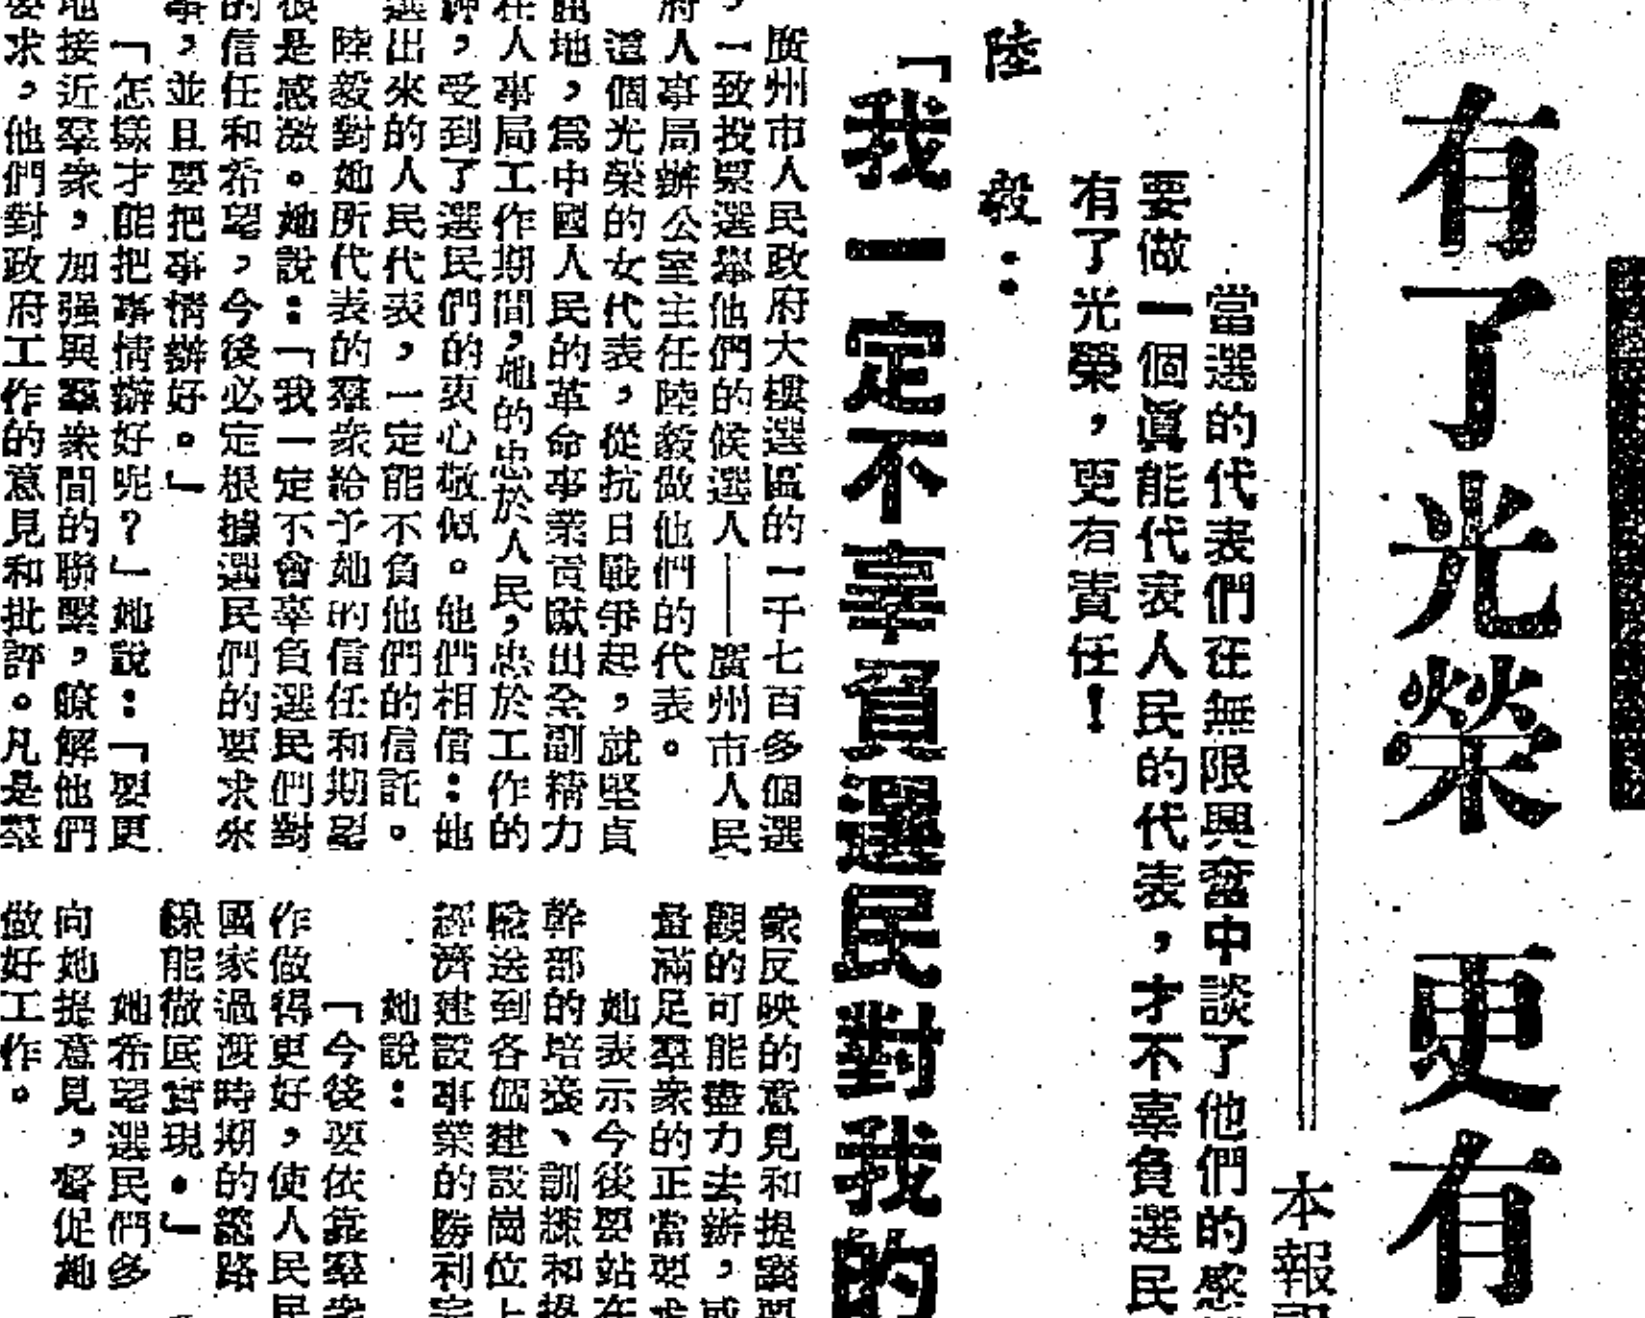 有了光榮 更有
本報
當選的代表們在無限興奮中談了他們的感
要做一個眞能代表人民的代表，才不辜負選民
有了光榮，更有責任！
陸 毅：
「我一定不辜負選民對我的
廣州市人民政府大樓選區的一千七百多個選
，一致投票選舉他們的候選人——廣州市人民
府人事局辦公室主任陸毅做他們的代表。
這個光榮的女代表，從抗日戰爭起，就堅貞
地，爲中國人民的革命事業貢獻出全副精力
在人事局工作期間，她的忠於人民，忠於工作的
，受到了選民們的衷心敬佩。他們相信：他
選出來的人民代表，一定能不負他們的信託。
陸毅對她所代表的羣衆給予她的信任和期望
很是感激。她說：「我一定不會辜負選民們對
的信任和希望，今後必定根據選民們的要求來
事，並且要把事情辦好。」
「怎樣才能把事情辦好呢？」她說：「要更
地接近羣衆，加强與羣衆間的聯繫，瞭解他們
要求，他們對政府工作的意見和批評。凡是羣
衆反映的意見和提議要
觀的可能盡力去辦，或
量滿足羣衆的正當要求
她表示今後要站在
幹部的培養、訓練和
輸送到各個建設崗位上
經濟建設事業的勝利完
她說：
「今後要依靠羣衆
作做得更好，使人民民
國家過渡時期的總路
線能徹底實現。」
她希望選民們多
向她提意見，督促她
做好工作。